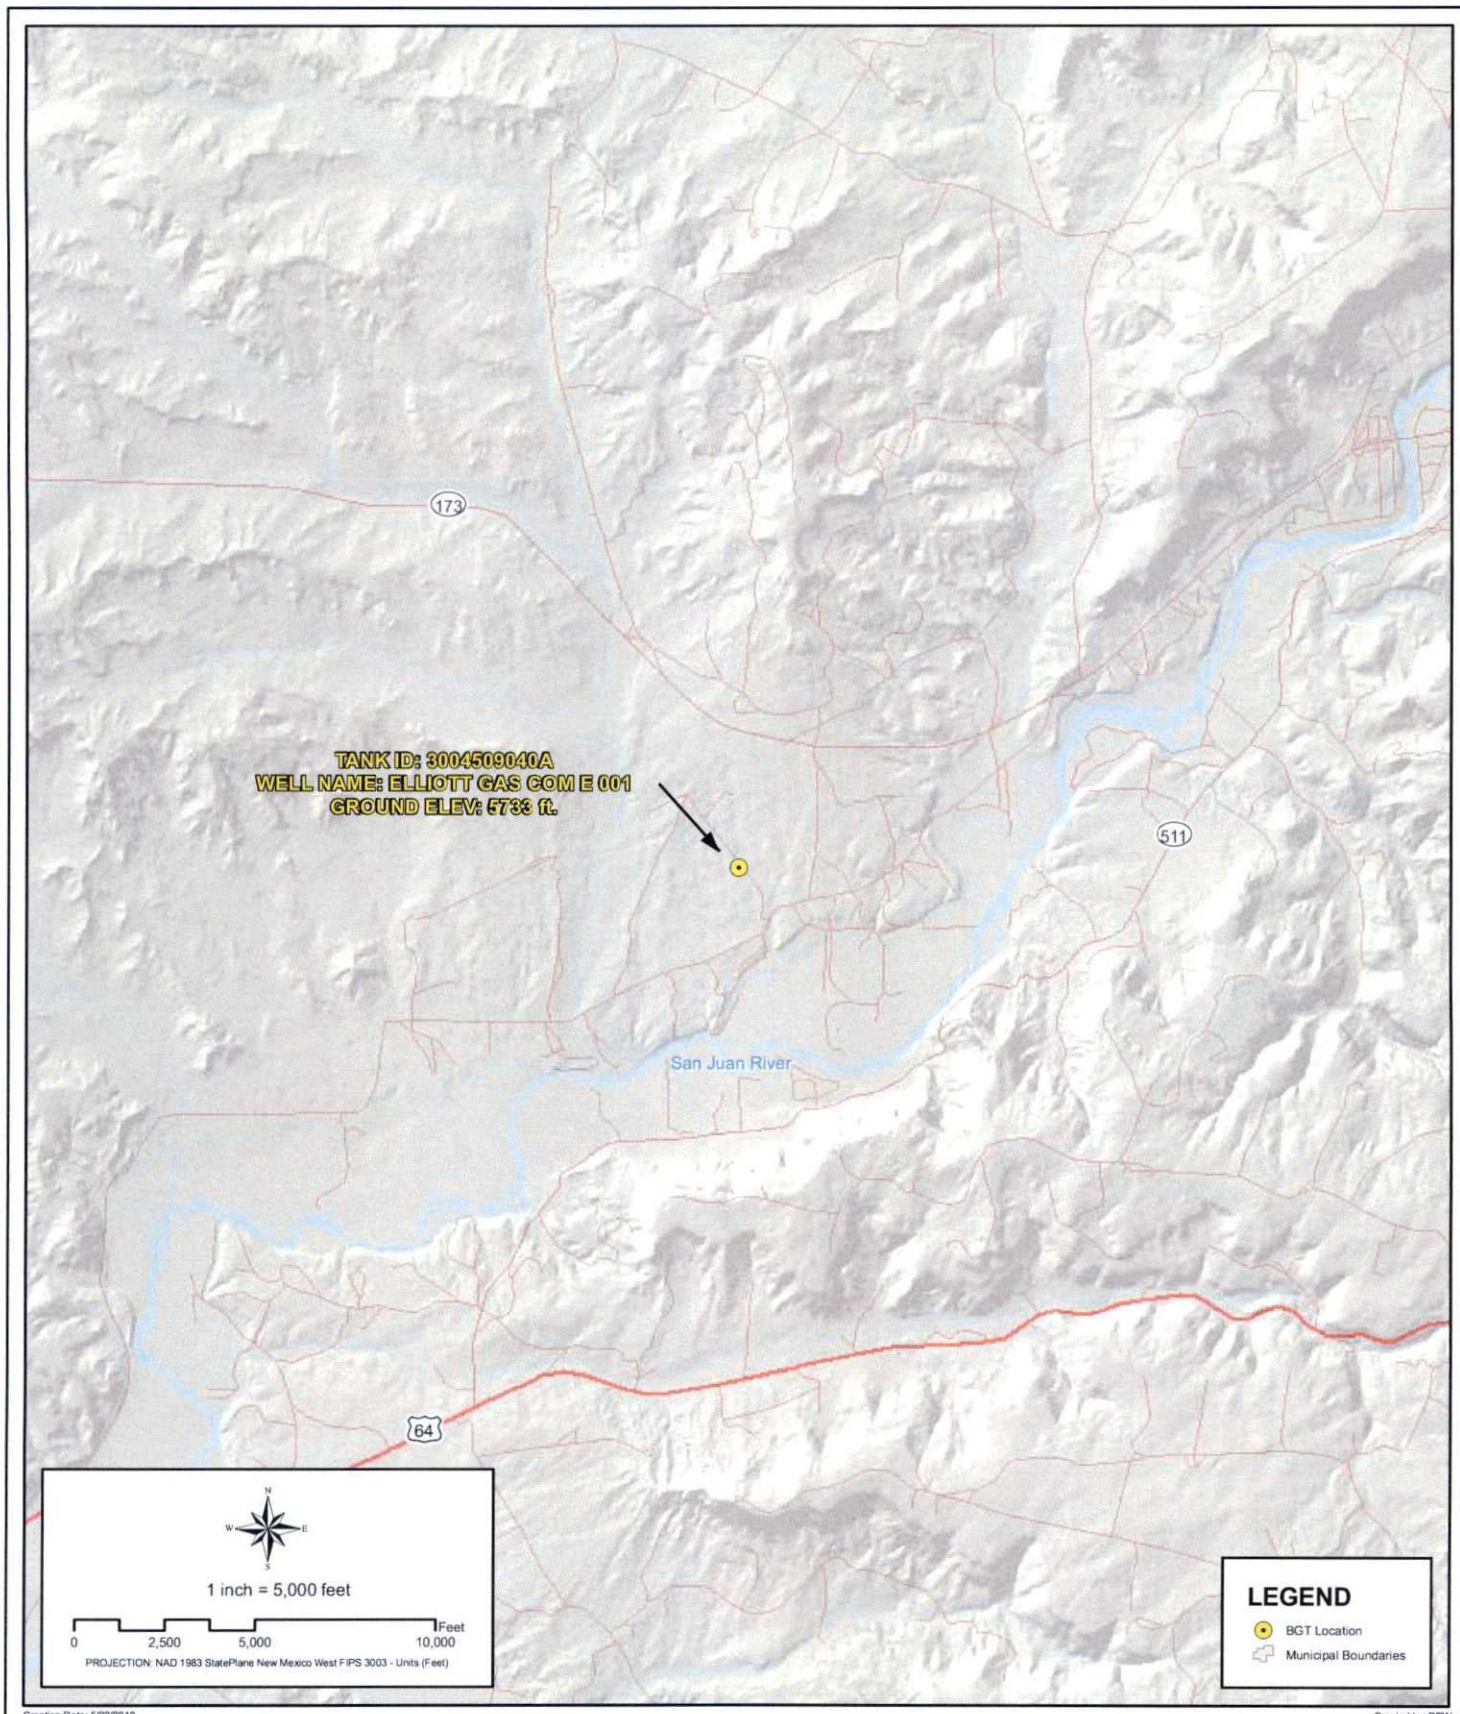 173
TANK ID: 3004509040A
WELL NAME: ELLIOTT GAS COM E 001
GROUND ELEV: 5733 ft.
511
San Juan River
64
N
W E
S
1 inch = 5,000 feet
Feet
0 2,500 5,000 10,000
PROJECTION: NAD 1983 StatePlane New Mexico West FIPS 3003 - Units (Feet)
LEGEND
BGT Location
Municipal Boundaries